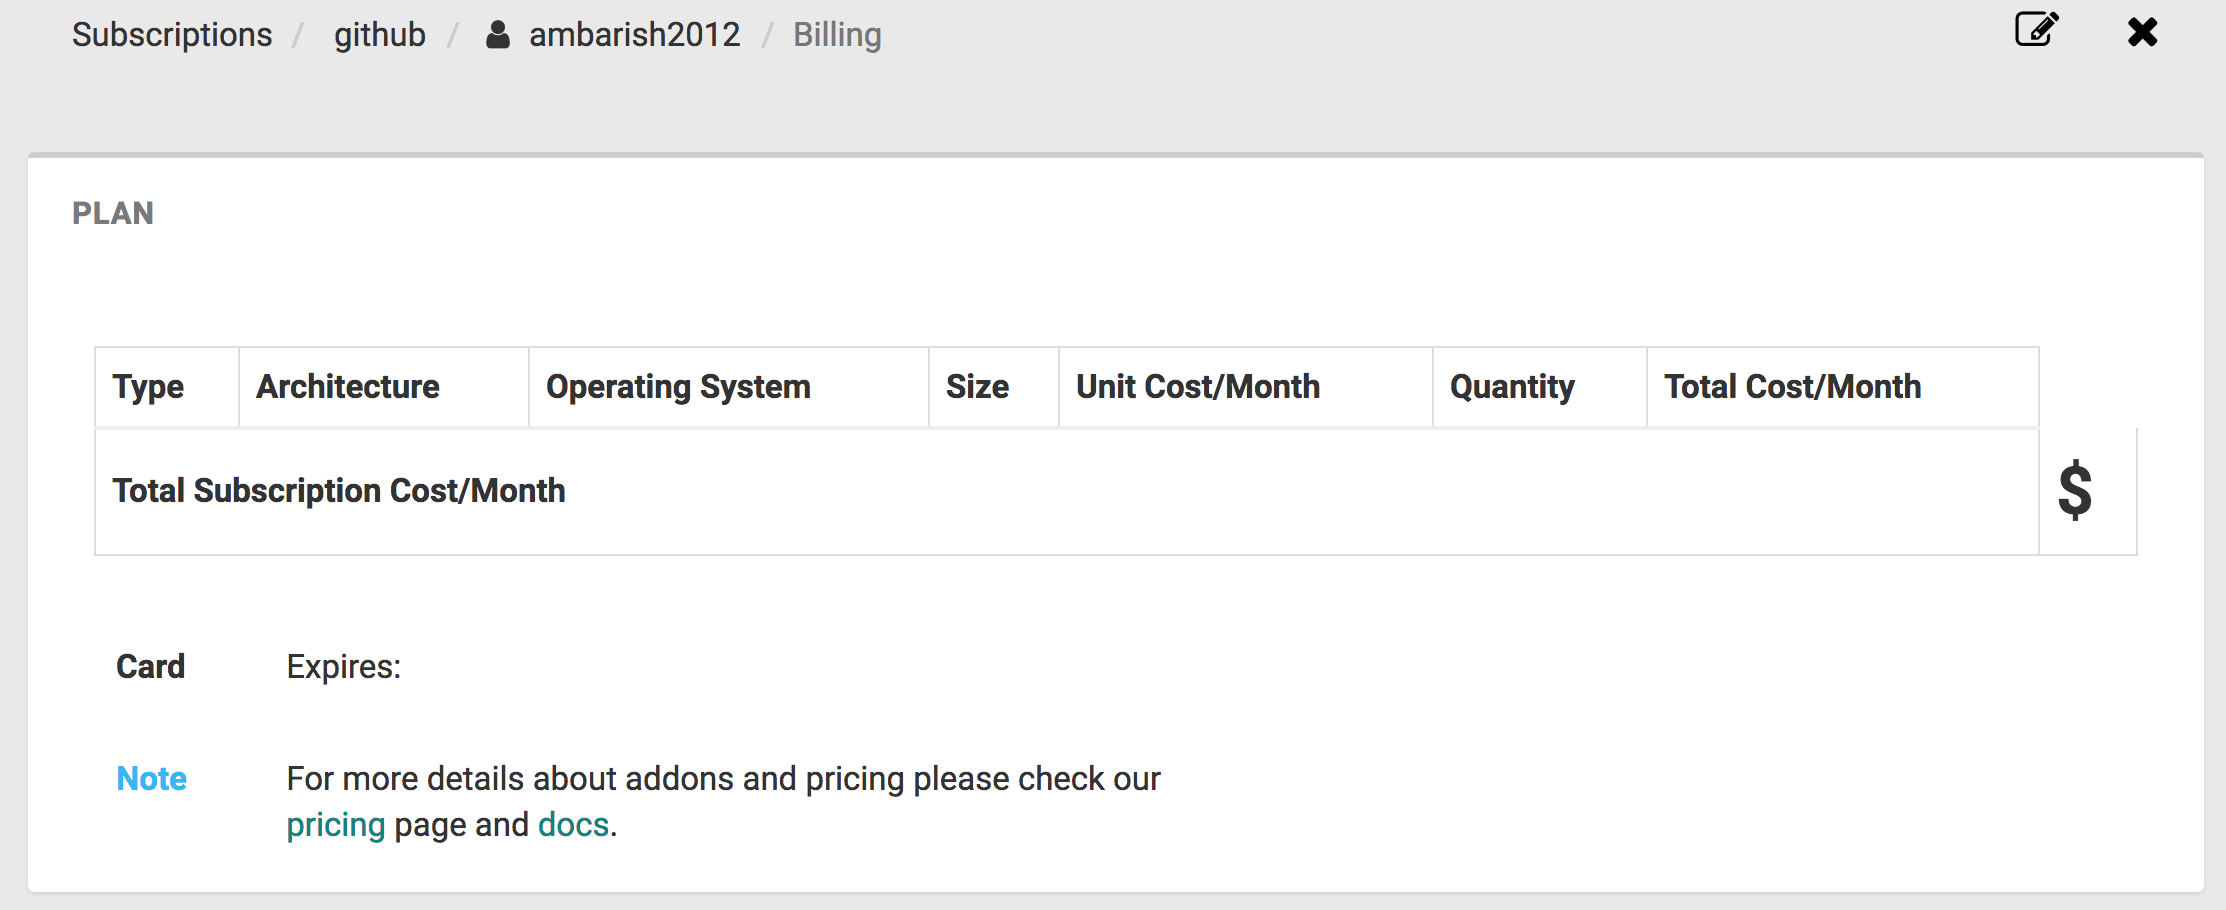 Subscriptions / github / ambarish2012 / Billing
PLAN
Type Architecture Operating System Size Unit Cost/Month Quantity Total Cost/Month
Total Subscription Cost/Month $
Card Expires:
Note For more details about addons and pricing please check our
pricing page and docs.